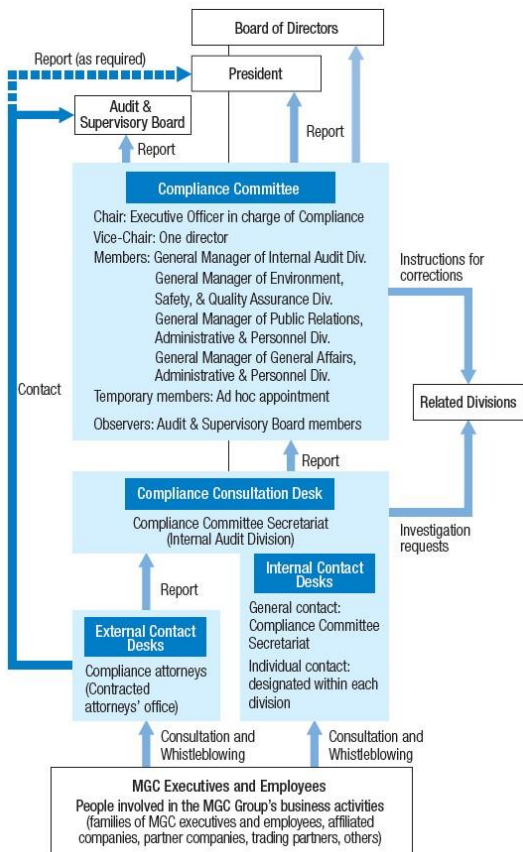 Board of Directors
Report (as required)
President
Audit &
Supervisory Board
Report
Report
Compliance Committee
Chair: Executive Officer in charge of Compliance
Vice-Chair: One director
Members: General Manager of Internal Audit Div.
General Manager of Environment,
Safety, & Quality Assurance Div.
General Manager of Public Relations,
Administrative & Personnel Div.
General Manager of General Affairs,
Administrative & Personnel Div.
Temporary members: Ad hoc appointment
Observers: Audit & Supervisory Board members
Instructions for
corrections
Contact
Related Divisions
Report
Compliance Consultation Desk
Compliance Committee Secretariat
(Internal Audit Division)
Investigation
requests
Report
Internal Contact
Desks
General contact:
Compliance Committee
Secretariat
Individual contact:
designated within each
division
External Contact
Desks
Compliance attorneys
(Contracted
attorneys' office)
Consultation and
Whistleblowing
Consultation and
Whistleblowing
MGC Executives and Employees
People involved in the MGC Group's business activities
(families of MGC executives and employees, affiliated
companies, partner companies, trading partners, others)